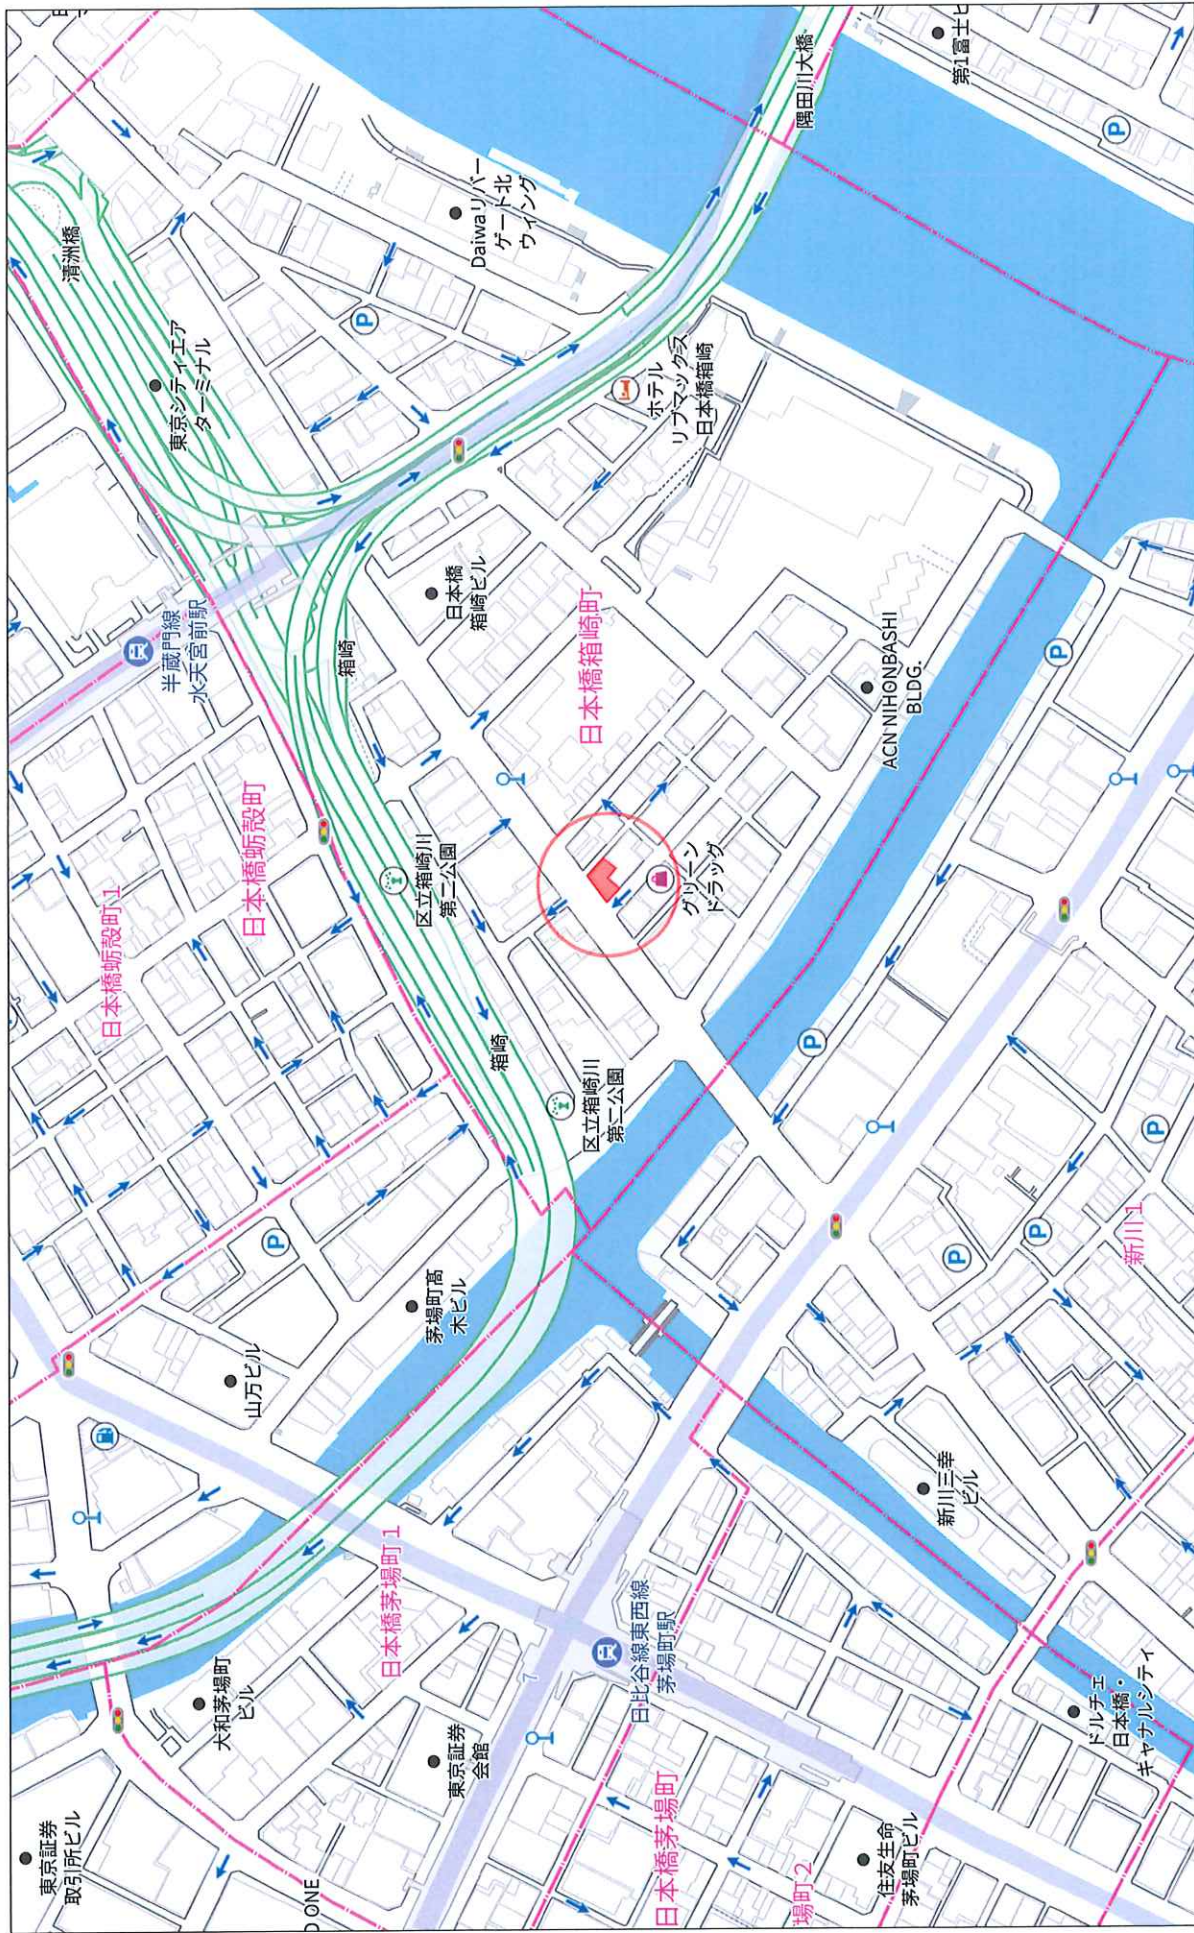 東京証券
取引所ビル
大和茅場町
ビル
日本橋茅場町1
東京証券
会館
7
日比谷線東西線
茅場町駅
日本橋茅場町
場町2
住友生命
茅場町ビル
ドルチェ
日本橋・
キャナルシティ
新川三幸
ビル
山万ビル
茅場町髙
木ビル
P
日本橋蛎殻町1
日本橋蛎殻町
区立箱崎川
第二公園
箱崎
区立箱崎川
第二公園
新川1
P
P
P
P
P
グリーン
ドラッグ
日本橋箱崎町
ACN NIHONBASHI
BLDG.
半蔵門線
水天宮前駅
箱崎
日本橋
箱崎ビル
ホテル
リブマックス
日本橋箱崎
東京シティエア
ターミナル
P
清洲橋
Daiwaリバー
ゲート北
ウィング
隅田川大橋
P
第1富士ビ